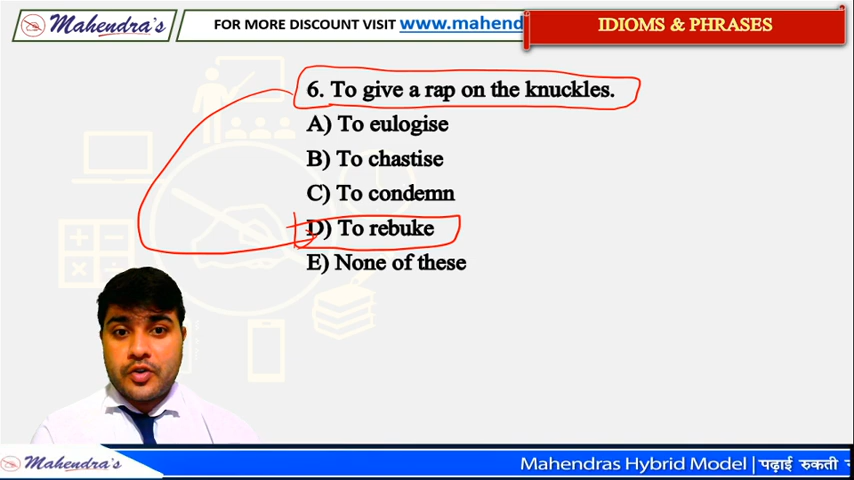 Mahendra's
FOR MORE DISCOUNT VISIT www.mahend
IDIOMS & PHRASES
6. To give a rap on the knuckles.
A) To eulogise
B) To chastise
C) To condemn
D) To rebuke
E) None of these
Mahendra's
Mahendras Hybrid Model | पढ़ाई रुकती